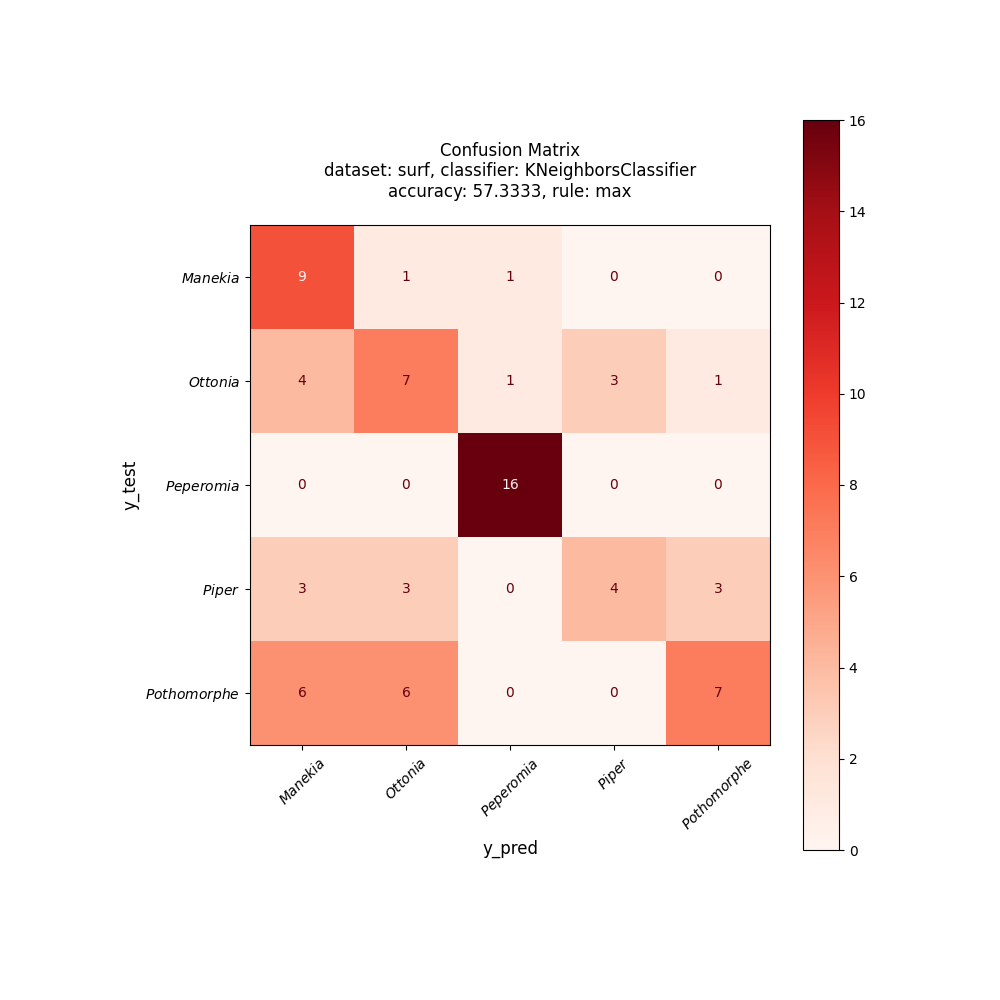 Confusion Matrix
dataset: surf, classifier: KNeighborsClassifier
accuracy: 57.3333, rule: max
Manekia 9 1 1 0 0
Ottonia 4 7 1 3 1
Peperomia 0 0 16 0 0
Piper 3 3 0 4 3
Pothomorphe 6 6 0 0 7
Manekia Ottonia Peperomia Piper Pothomorphe
y_pred
y_test
16
14
12
10
8
6
4
2
0